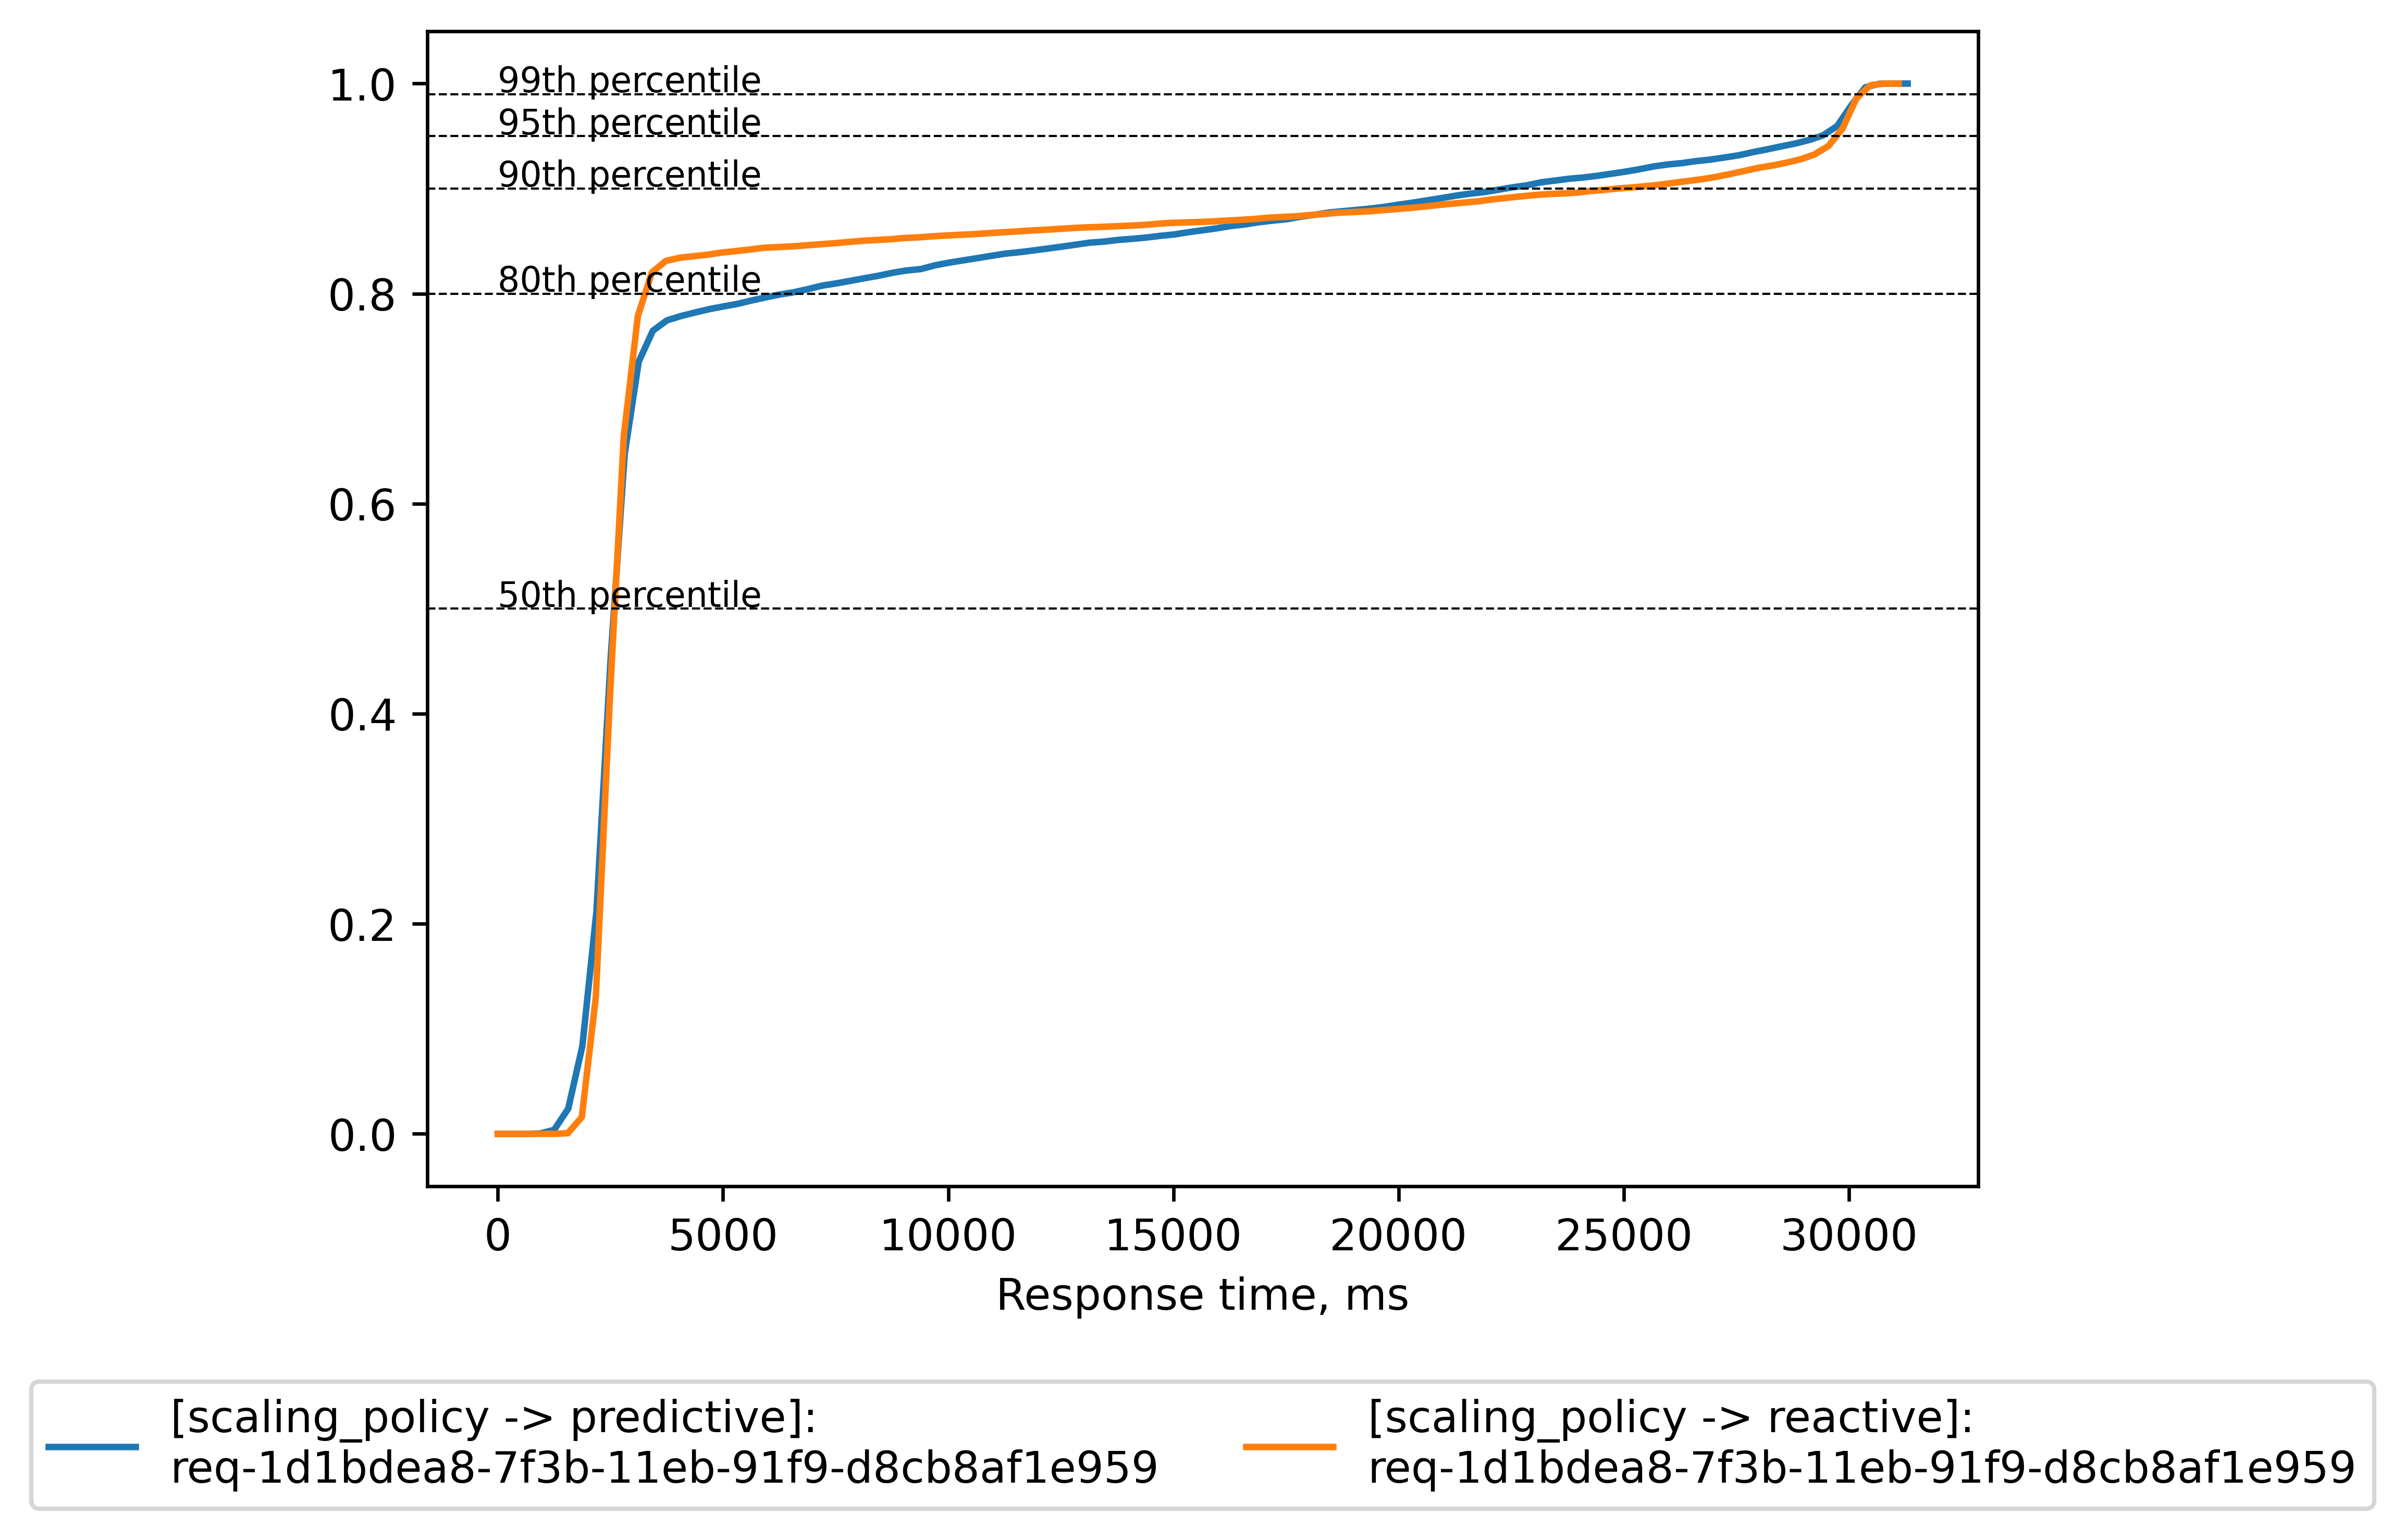 1.0
0.8
0.6
0.4
0.2
0.0
99th percentile
95th percentile
90th percentile
80th percentile
50th percentile
0 5000 10000 15000 20000 25000 30000
Response time, ms
[scaling_policy -> predictive]:
req-1d1bdea8-7f3b-11eb-91f9-d8cb8af1e959
[scaling_policy -> reactive]:
req-1d1bdea8-7f3b-11eb-91f9-d8cb8af1e959